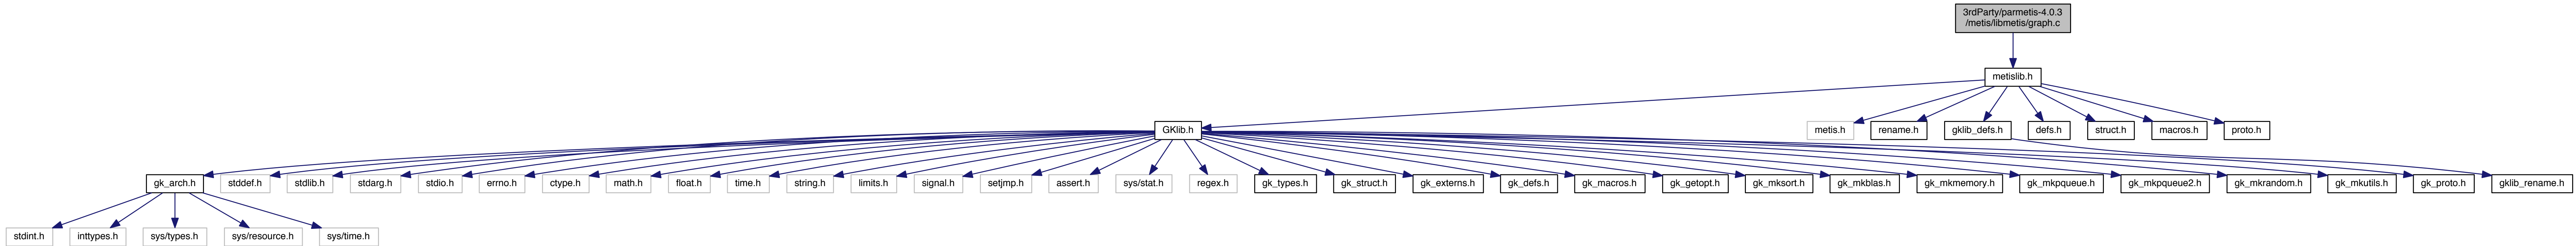 3rdParty/parmetis-4.0.3
/metis/libmetis/graph.c
metislib.h
GKlib.h
metis.h
rename.h
gklib_defs.h
defs.h
struct.h
macros.h
proto.h
gk_arch.h
stddef.h
stdlib.h
stdarg.h
stdio.h
errno.h
ctype.h
math.h
float.h
time.h
string.h
limits.h
signal.h
setjmp.h
assert.h
sys/stat.h
regex.h
gk_types.h
gk_struct.h
gk_externs.h
gk_defs.h
gk_macros.h
gk_getopt.h
gk_mksort.h
gk_mkblas.h
gk_mkmemory.h
gk_mkpqueue.h
gk_mkpqueue2.h
gk_mkrandom.h
gk_mkutils.h
gk_proto.h
gklib_rename.h
stdint.h
inttypes.h
sys/types.h
sys/resource.h
sys/time.h